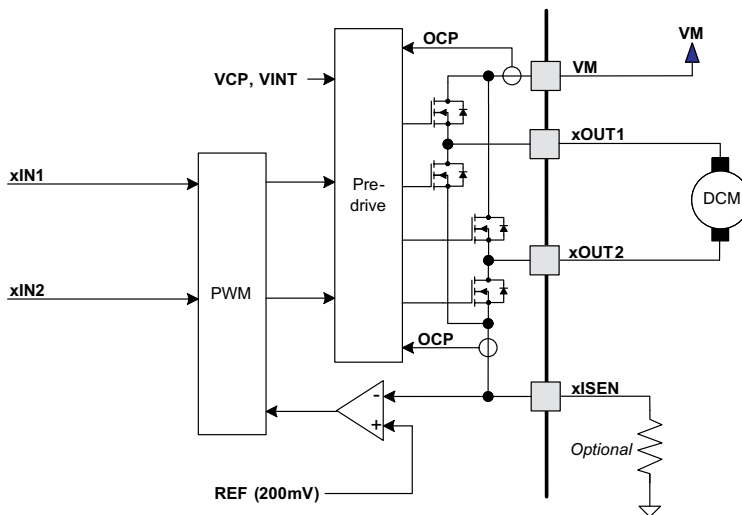 OCP
VM
VCP, VINT
VM
xOUT1
xIN1
Pre-
drive
DCM
xOUT2
xIN2
PWM
OCP
xISEN
-
+
Optional
REF (200mV)